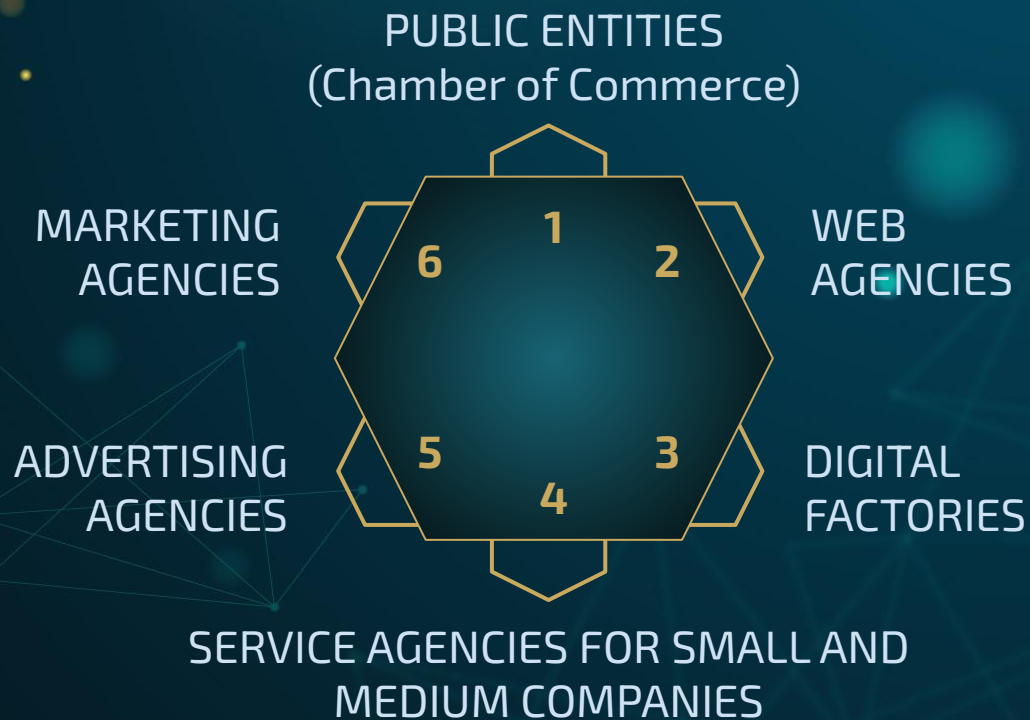 PUBLIC ENTITIES
(Chamber of Commerce)
MARKETING
AGENCIES
6
1
2
WEB
AGENCIES
ADVERTISING
AGENCIES
5
4
3
DIGITAL
FACTORIES
SERVICE AGENCIES FOR SMALL AND
MEDIUM COMPANIES